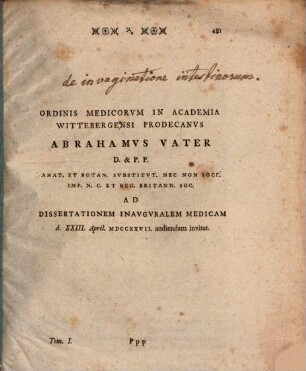 481
de invaginatione intestinorum.
ORDINIS MEDICORVM IN ACADEMIA
WITTEBERGENSI PRODECANVS
ABRAHAMVS VATER
D. & P. P.
ANAT. ET BOTAN. SVBSTITVT. NEC NON SOCC.
IMP. N. C. ET REG. BRITANN. SOC.
AD
DISSERTATIONEM INAVGVRALEM MEDICAM
A. XXIII. April. MDCCXXVII. audiendam invitat.
Tom. I. Ppp